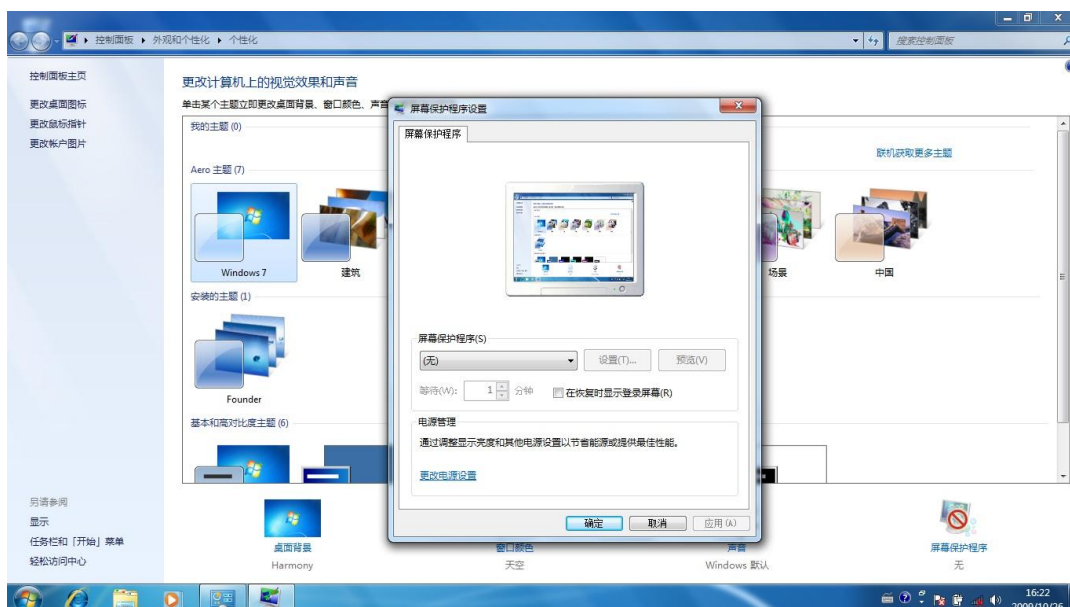 控制面板 ▸ 外观和个性化 ▸ 个性化
搜索控制面板
控制面板主页
更改桌面图标
更改鼠标指针
更改帐户图片
另请参阅
显示
任务栏和「开始」菜单
轻松访问中心
更改计算机上的视觉效果和声音
单击某个主题立即更改桌面背景、窗口颜色、声音
我的主题 (0)
联机获取更多主题
Aero 主题 (7)
Windows 7
建筑
场景
中国
安装的主题 (1)
Founder
基本和高对比度主题 (6)
桌面背景
Harmony
窗口颜色
天空
声音
Windows 默认
屏幕保护程序
无
屏幕保护程序设置
屏幕保护程序
屏幕保护程序(S)
(无)
设置(T)...
预览(V)
等待(W):
1
分钟
在恢复时显示登录屏幕(R)
电源管理
通过调整显示亮度和其他电源设置以节省能源或提供最佳性能。
更改电源设置
确定
取消
应用(A)
16:22
2009/10/26